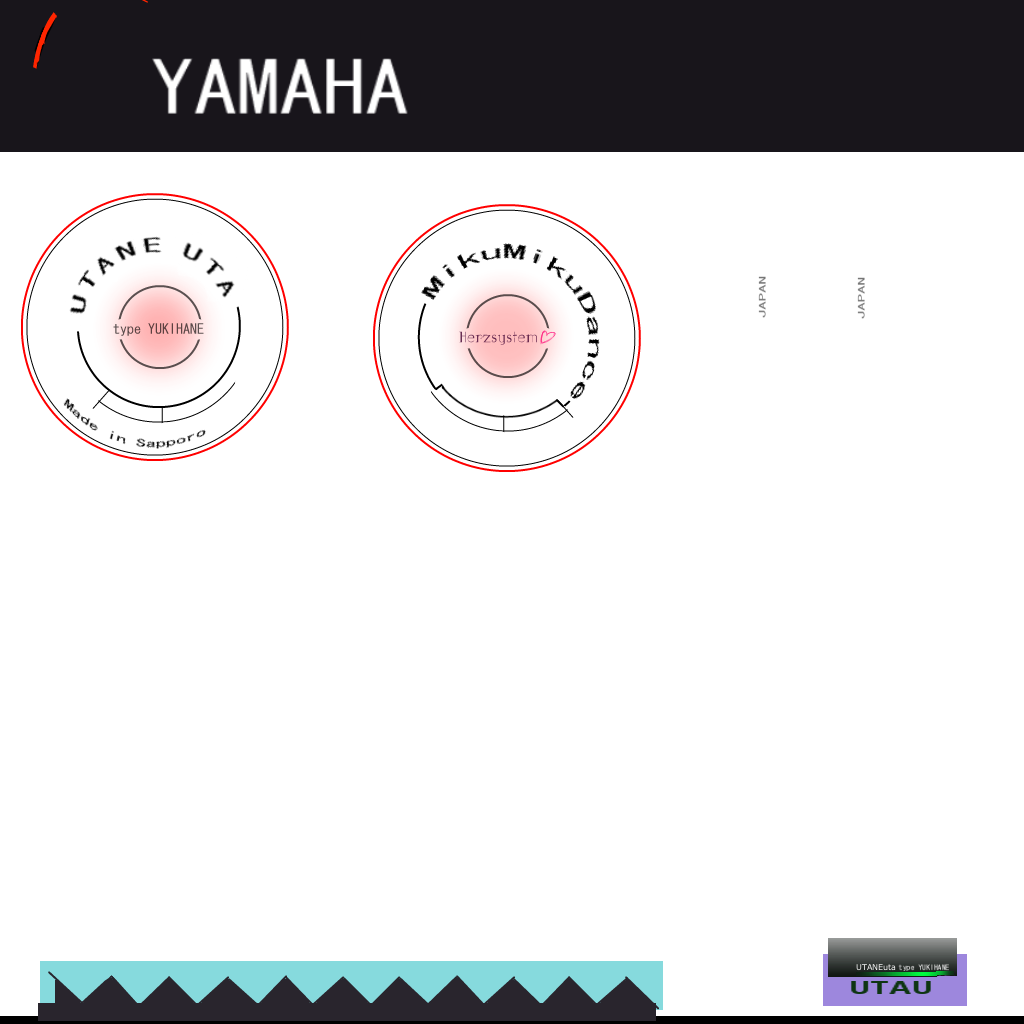 YAMAHA
UTANE UTA
type YUKIHANE
Made in Sapporo
MikuMikuDance-
Herzsystem
JAPAN
JAPAN
UTANEuta type YUKIHANE
UTAU